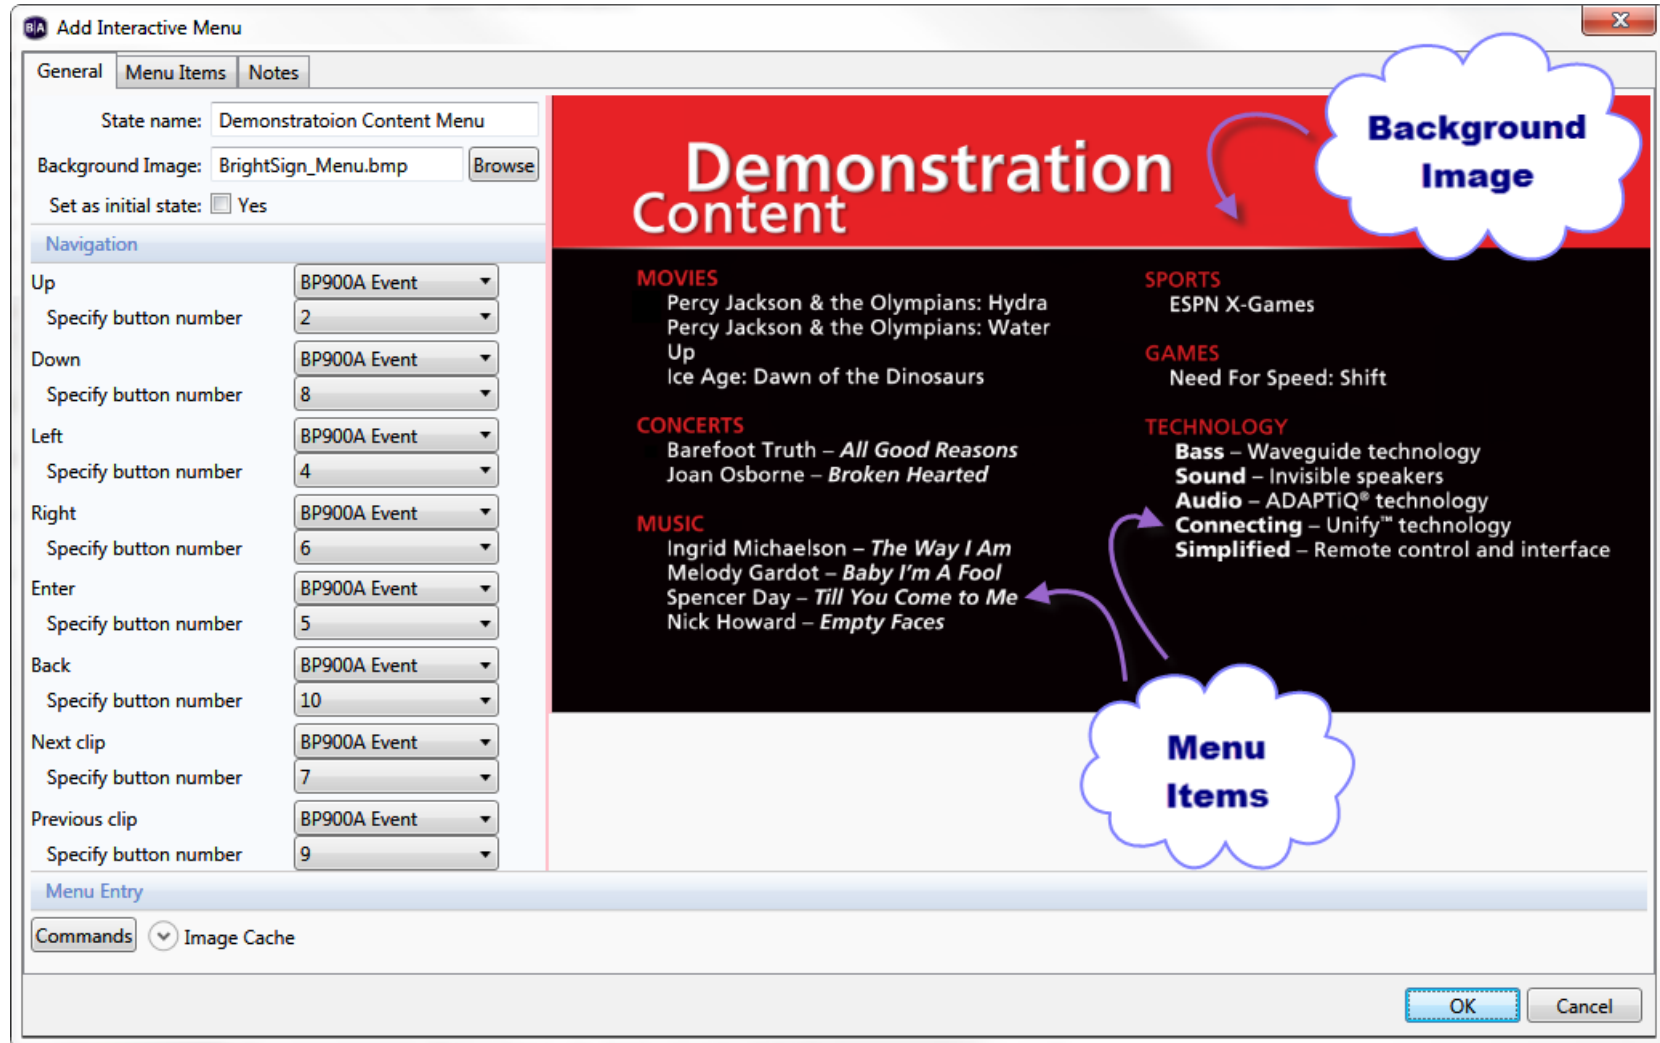 BA Add Interactive Menu
General Menu Items Notes
State name: Demonstratoion Content Menu
Background Image: BrightSign_Menu.bmp Browse
Set as initial state: Yes
Navigation
Up BP900A Event
Specify button number 2
Down BP900A Event
Specify button number 8
Left BP900A Event
Specify button number 4
Right BP900A Event
Specify button number 6
Enter BP900A Event
Specify button number 5
Back BP900A Event
Specify button number 10
Next clip BP900A Event
Specify button number 7
Previous clip BP900A Event
Specify button number 9
Demonstration
Content
MOVIES
Percy Jackson & the Olympians: Hydra
Percy Jackson & the Olympians: Water
Up
Ice Age: Dawn of the Dinosaurs
CONCERTS
Barefoot Truth – All Good Reasons
Joan Osborne – Broken Hearted
MUSIC
Ingrid Michaelson – The Way I Am
Melody Gardot – Baby I'm A Fool
Spencer Day – Till You Come to Me
Nick Howard – Empty Faces
SPORTS
ESPN X-Games
GAMES
Need For Speed: Shift
TECHNOLOGY
Bass – Waveguide technology
Sound – Invisible speakers
Audio – ADAPTiQ® technology
Connecting – Unify™ technology
Simplified – Remote control and interface
Background
Image
Menu
Items
Menu Entry
Commands Image Cache
OK Cancel